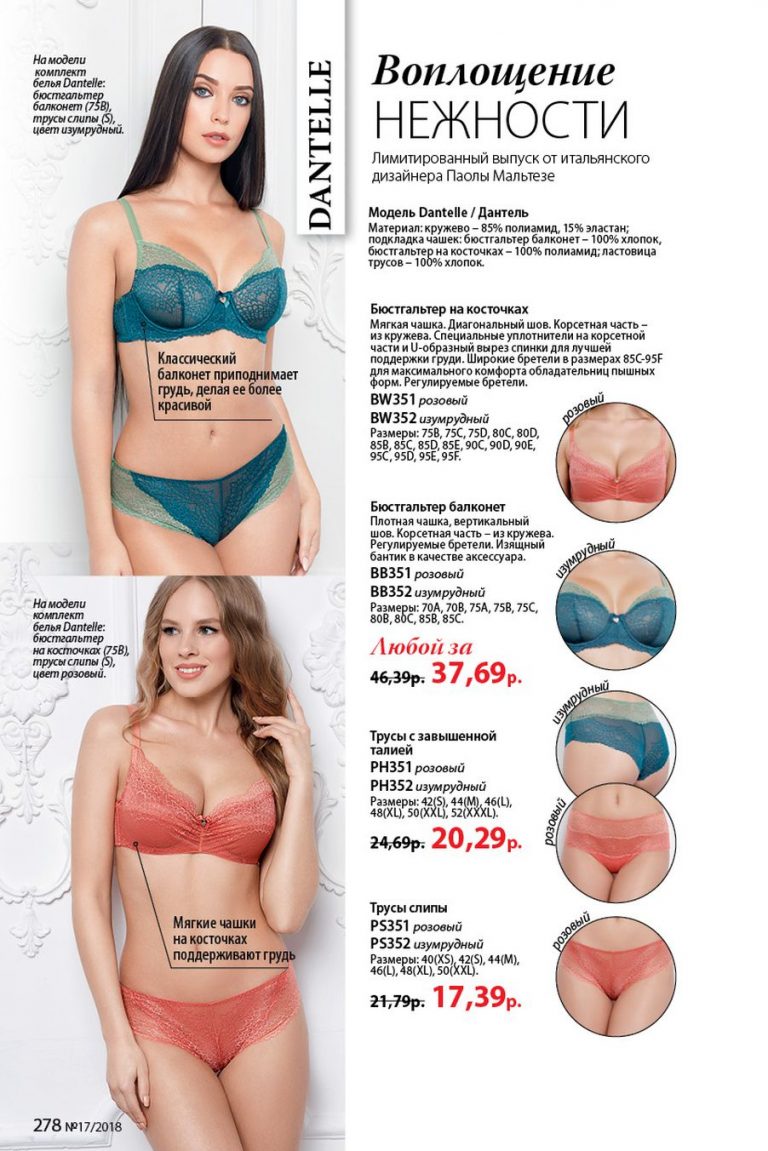 На модели
комплект
белья Dantelle:
бюстгальтер
балконет (75B),
трусы слипы (S),
цвет изумрудный.
DANTELLE
Классический
балконет приподнимает
грудь, делая ее более
красивой
На модели
комплект
белья Dantelle:
бюстгальтер
на косточках (75B),
трусы слипы (S),
цвет розовый.
Мягкие чашки
на косточках
поддерживают грудь
278 №17/2018
Воплощение
НЕЖНОСТИ
Лимитированный выпуск от итальянского
дизайнера Паолы Мальтезе
Модель Dantelle / Дантель
Материал: кружево – 85% полиамид, 15% эластан;
подкладка чашек: бюстгальтер балконет – 100% хлопок,
бюстгальтер на косточках – 100% полиамид; ластовица
трусов – 100% хлопок.
Бюстгальтер на косточках
Мягкая чашка. Диагональный шов. Корсетная часть –
из кружева. Специальные уплотнители на корсетной
части и U-образный вырез спинки для лучшей
поддержки груди. Широкие бретели в размерах 85C-95F
для максимального комфорта обладательниц пышных
форм. Регулируемые бретели.
BW351 розовый
BW352 изумрудный
Размеры: 75B, 75C, 75D, 80C, 80D,
85B, 85C, 85D, 85E, 90C, 90D, 90E,
95C, 95D, 95E, 95F.
розовый
Бюстгальтер балконет
Плотная чашка, вертикальный
шов. Корсетная часть – из кружева.
Регулируемые бретели. Изящный
бантик в качестве аксессуара.
BB351 розовый
BB352 изумрудный
Размеры: 70A, 70B, 75A, 75B, 75C,
80B, 80C, 85B, 85C.
изумрудный
Любой за
46,39р. 37,69р.
Трусы с завышенной
талией
PH351 розовый
PH352 изумрудный
Размеры: 42(S), 44(M), 46(L),
48(XL), 50(XXL), 52(XXXL).
24,69р. 20,29р.
изумрудный
розовый
Трусы слипы
PS351 розовый
PS352 изумрудный
Размеры: 40(XS), 42(S), 44(M),
46(L), 48(XL), 50(XXL).
21,79р. 17,39р.
розовый